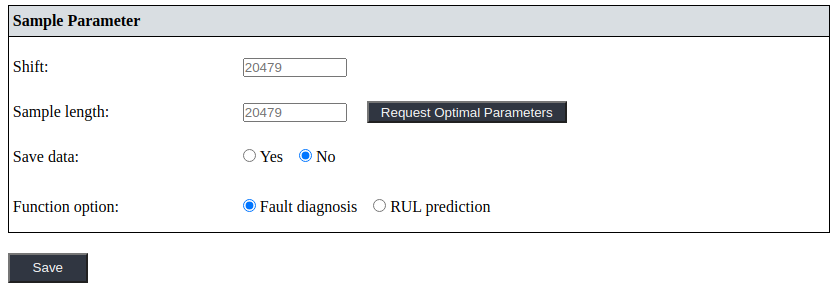 Sample Parameter
Shift: 20479
Sample length: 20479 Request Optimal Parameters
Save data: Yes No
Function option: Fault diagnosis RUL prediction
Save